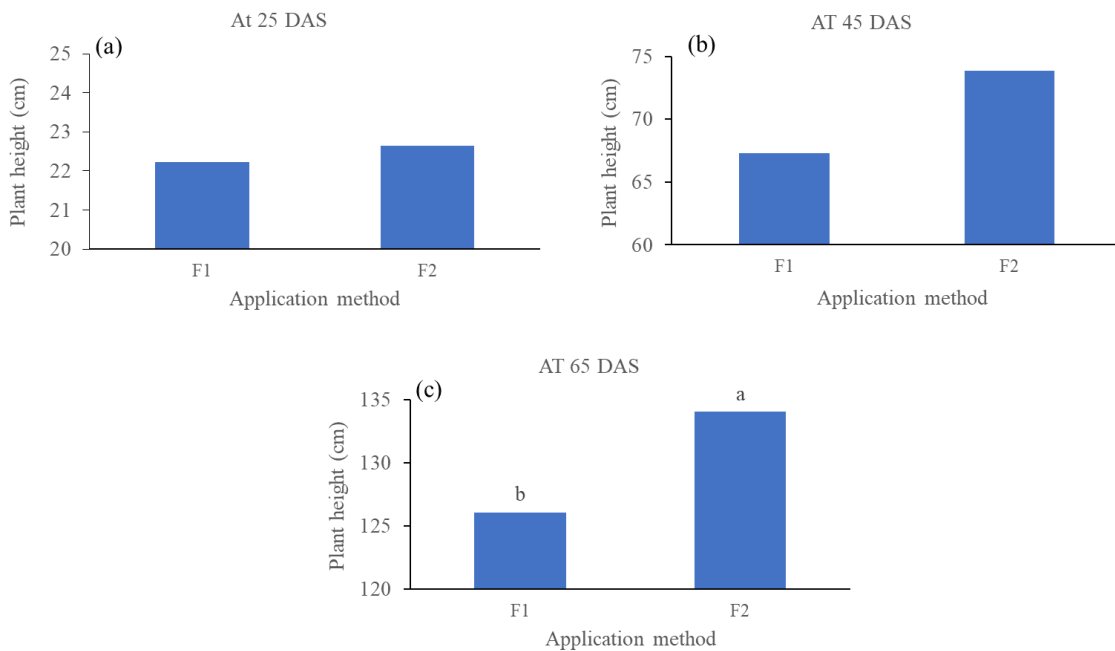 At 25 DAS
(a)
25
24
23
22
21
20
Plant height (cm)
F1 F2
Application method
AT 45 DAS
(b)
75
70
65
60
Plant height (cm)
F1 F2
Application method
AT 65 DAS
(c)
135
130
125
120
Plant height (cm)
b
a
F1 F2
Application method